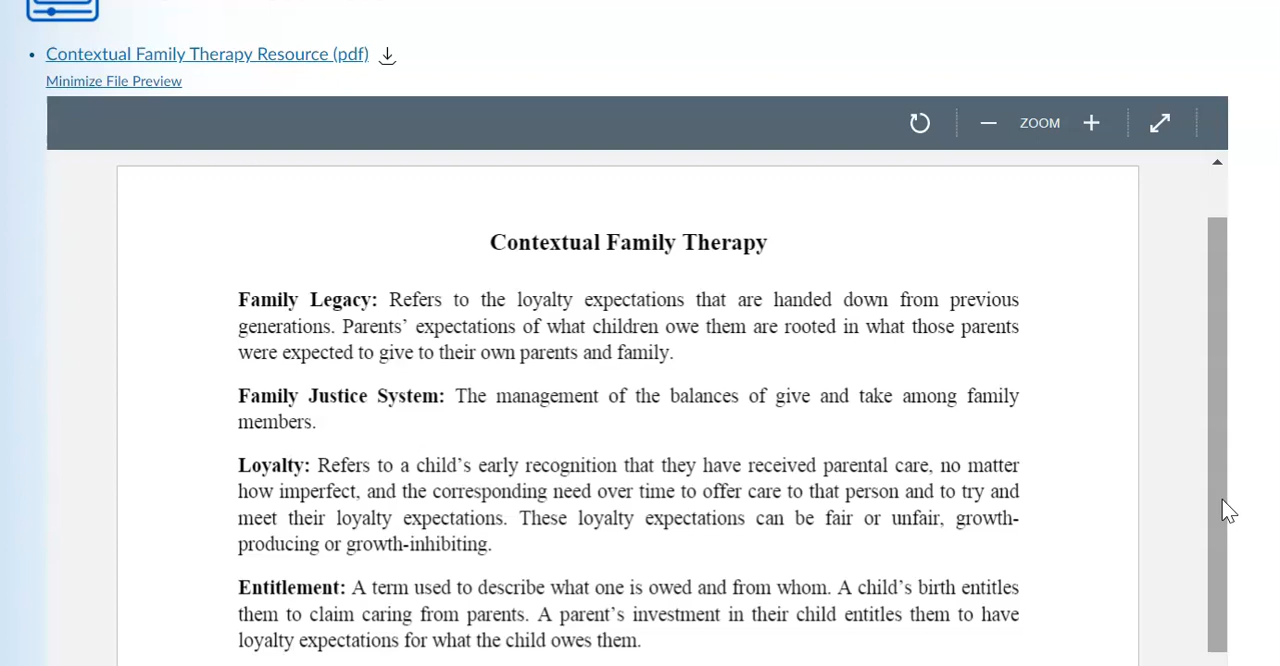 Contextual Family Therapy Resource (pdf)
Minimize File Preview
ZOOM
Contextual Family Therapy
Family Legacy: Refers to the loyalty expectations that are handed down from previous
generations. Parents’ expectations of what children owe them are rooted in what those parents
were expected to give to their own parents and family.
Family Justice System: The management of the balances of give and take among family
members.
Loyalty: Refers to a child’s early recognition that they have received parental care, no matter
how imperfect, and the corresponding need over time to offer care to that person and to try and
meet their loyalty expectations. These loyalty expectations can be fair or unfair, growth-
producing or growth-inhibiting.
Entitlement: A term used to describe what one is owed and from whom. A child’s birth entitles
them to claim caring from parents. A parent’s investment in their child entitles them to have
loyalty expectations for what the child owes them.